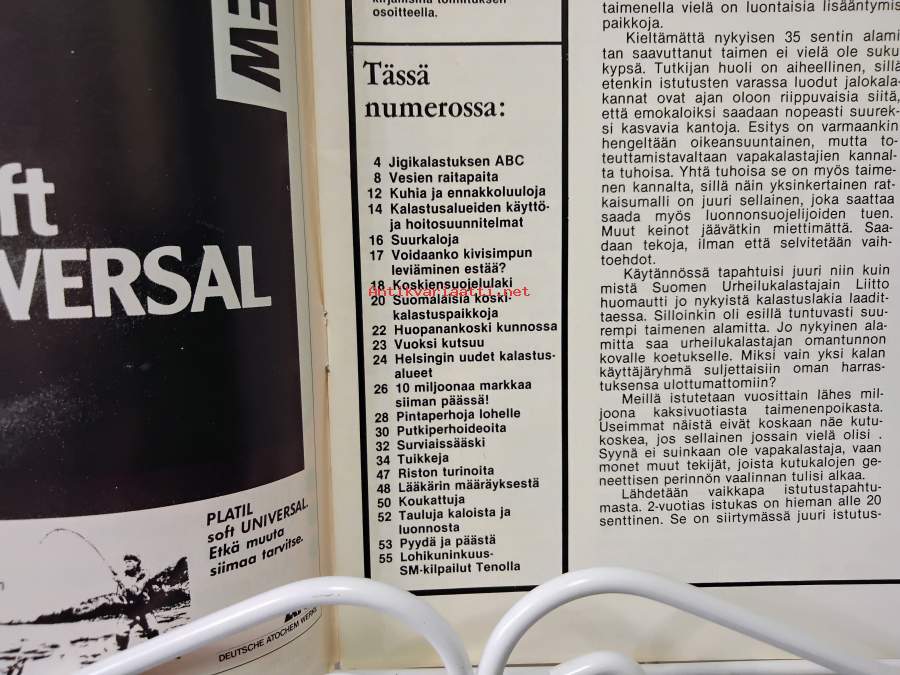 EW
ft
VERSAL
PLATIL
soft UNIVERSAL.
Etkä muuta
siimaa tarvitse.
DEUTSCHE ATOCHEM WERKE
osoitteella.
Tässä
numerossa:
4 Jigikalastuksen ABC
8 Vesien raitapaita
12 Kuhia ja ennakkoluuloja
14 Kalastusalueiden käyttö-
ja hoitosuunnitelmat
16 Suurkaloja
17 Voidaanko kivisimpun
leviäminen estää?
18 Koskiensuojelulaki
Antikvariaatti.net
20 Suomalaisia koski-
kalastuspaikkoja
22 Huopanankoski kunnossa
23 Vuoksi kutsuu
24 Helsingin uudet kalastus-
alueet
26 10 miljoonaa markkaa
siiman päässä!
28 Pintaperhoja lohelle
30 Putkiperhoideoita
32 Surviaissääski
34 Tuikkeja
47 Riston turinoita
48 Lääkärin määräyksestä
50 Koukattuja
52 Tauluja kaloista ja
luonnosta
53 Pyydä ja päästä
55 Lohikuninkuus-
SM-kilpailut Tenolla
taimenella vielä on luontaisia lisääntymis
paikkoja.
Kieltämättä nykyisen 35 sentin alami
tan saavuttanut taimen ei vielä ole suku
kypsä. Tutkijan huoli on aiheellinen, sillä
etenkin istutusten varassa luodut jalokala-
kannat ovat ajan oloon riippuvaisia siitä,
että emokaloiksi saadaan nopeasti suurek-
si kasvavia kantoja. Esitys on varmaankin
hengeltään oikeansuuntainen, mutta to-
teuttamistavaltaan vapakalastajien kannal-
ta tuhoisa. Yhtä tuhoisa se on myös taime-
nen kannalta, sillä näin yksinkertainen rat-
kaisumalli on juuri sellainen, joka saattaa
saada myös luonnonsuojelijoiden tuen.
Muut keinot jäävätkin miettimättä. Saa-
daan tekoja, ilman että selvitetään vaih-
toehdot.
Käytännössä tapahtuisi juuri niin kuin
mistä Suomen Urheilukalastajain Liitto
huomautti jo nykyistä kalastuslakia laadit-
taessa. Silloinkin oli esillä tuntuvasti suu-
rempi taimenen alamitta. Jo nykyinen ala-
mitta saa urheilukalastajan omantunnon
kovalle koetukselle. Miksi vain yksi kalan
käyttäjäryhmä suljettaisiin oman harras-
tuksensa ulottumattomiin?
Meillä istutetaan vuosittain lähes mil-
joona kaksivuotiasta taimenenpoikasta.
Useimmat näistä eivät koskaan näe kutu-
koskea, jos sellainen jossain vielä olisi .
Syynä ei suinkaan ole vapakalastaja, vaan
monet muut tekijät, joista kutukalojen ge-
neettisen perinnön vaalinnan tulisi alkaa.
Lähdetään vaikkapa istutustapahtu-
masta. 2-vuotias istukas on hieman alle 20
senttinen. Se on siirtymässä juuri istutus-